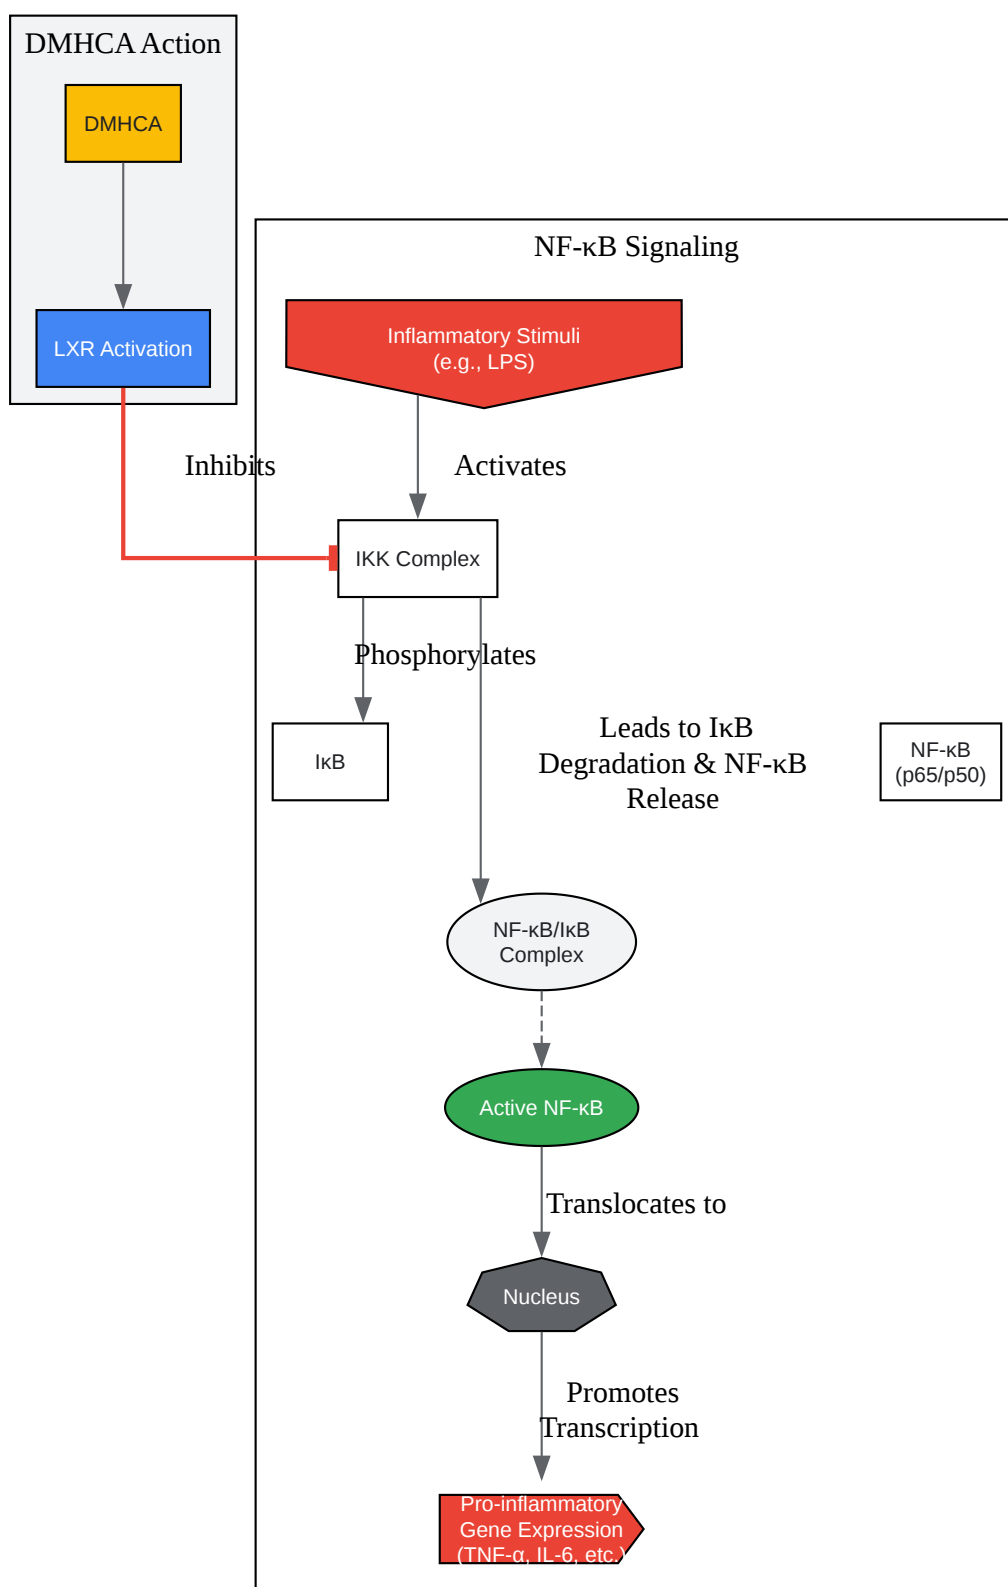 DMHCA Action
DMHCA
LXR Activation
Inhibits
NF-κB Signaling
Inflammatory Stimuli
(e.g., LPS)
Activates
IKK Complex
Phosphorylates
IκB
Leads to IκB
Degradation & NF-κB
Release
NF-κB
(p65/p50)
NF-κB/IκB
Complex
Active NF-κB
Translocates to
Nucleus
Promotes
Transcription
Pro-inflammatory
Gene Expression
(TNF-α, IL-6, etc.)